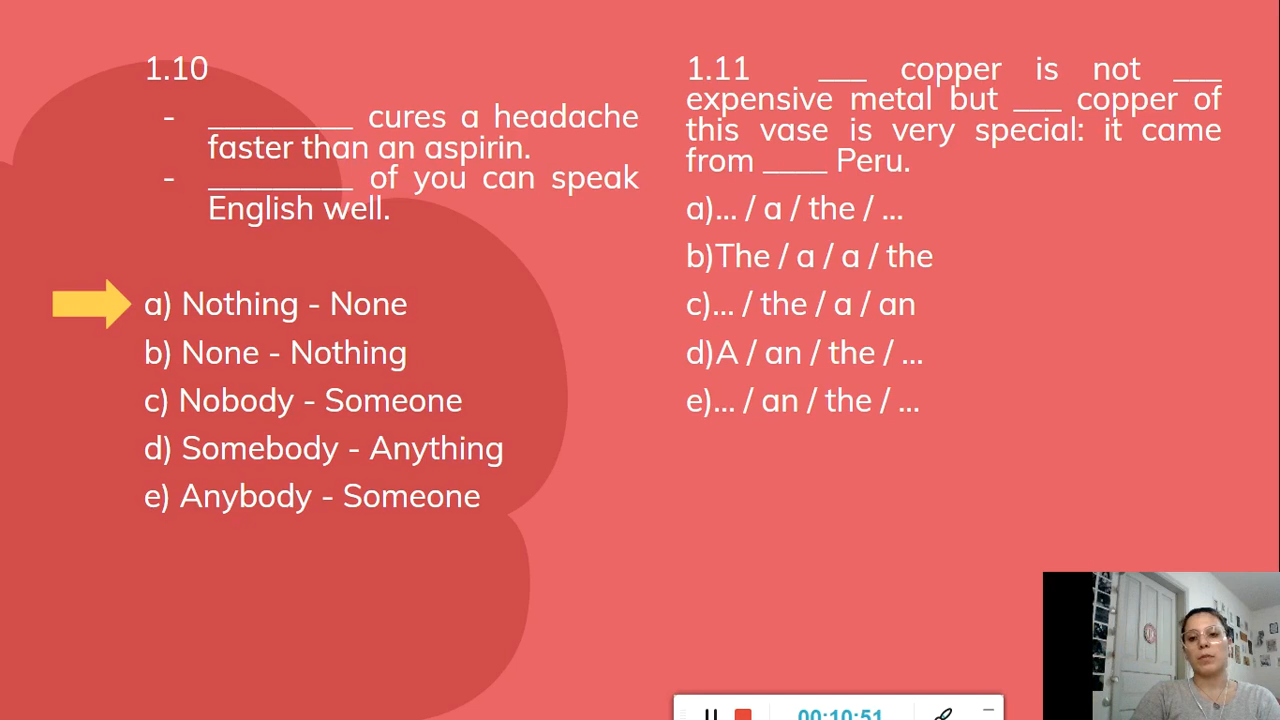 1.10
- _________ cures a headache
faster than an aspirin.
- _________ of you can speak
English well.
a) Nothing - None
b) None - Nothing
c) Nobody - Someone
d) Somebody - Anything
e) Anybody - Someone
1.11 ___ copper is not ___
expensive metal but ___ copper of
this vase is very special: it came
from ____ Peru.
a)... / a / the / ...
b)The / a / a / the
c)... / the / a / an
d)A / an / the / ...
e)... / an / the / ...
00:10:51